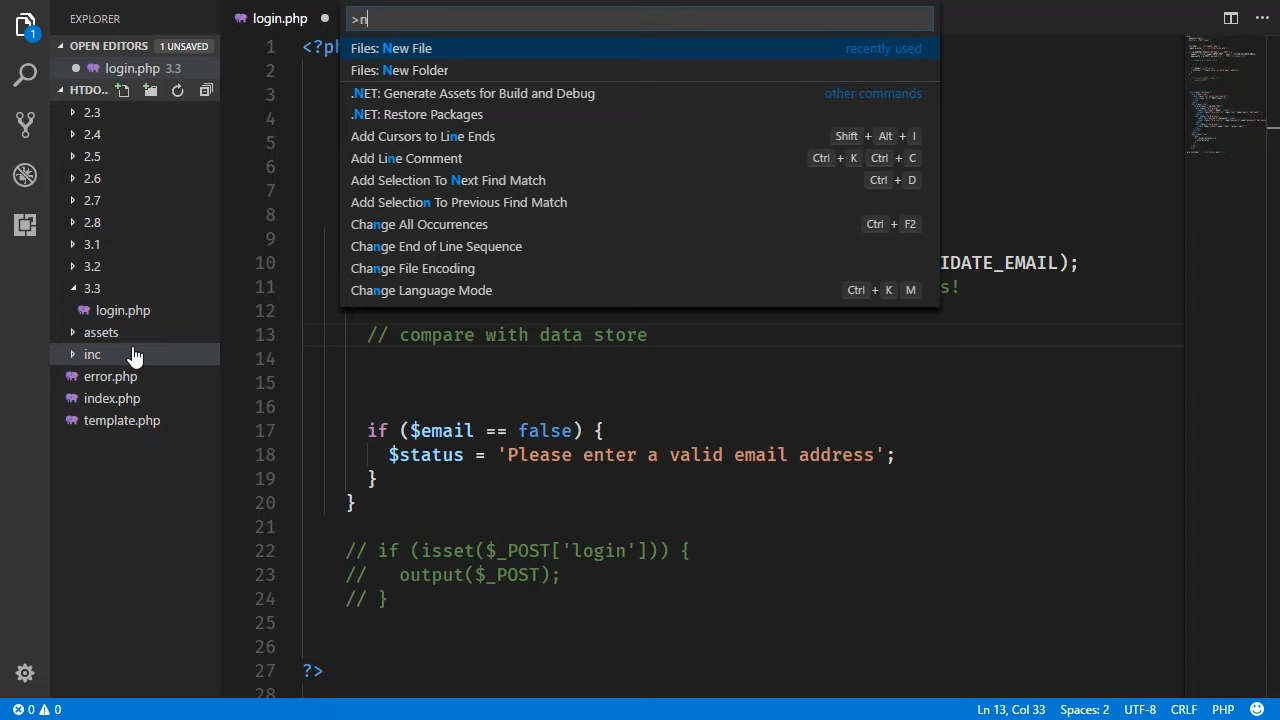 EXPLORER
login.php
>n
OPEN EDITORS 1 UNSAVED
login.php 3.3
HTDO..
2.3
2.4
2.5
2.6
2.7
2.8
3.1
3.2
3.3
login.php
assets
inc
error.php
index.php
template.php
1
Files: New File recently used
Files: New Folder
.NET: Generate Assets for Build and Debug other commands
.NET: Restore Packages
Add Cursors to Line Ends Shift + Alt + I
Add Line Comment Ctrl + K Ctrl + C
Add Selection To Next Find Match Ctrl + D
Add Selection To Previous Find Match
Change All Occurrences Ctrl + F2
Change End of Line Sequence
Change File Encoding
Change Language Mode Ctrl + K M
1 <?ph
2
3
4
5
6
7
8
9
10 IDATE_EMAIL);
11 s!
12
13 // compare with data store
14
15
16
17 if ($email == false) {
18 $status = 'Please enter a valid email address';
19 }
20 }
21
22 // if (isset($_POST['login'])) {
23 // output($_POST);
24 // }
25
26
27 ?>
28
0 0
Ln 13, Col 33 Spaces: 2 UTF-8 CRLF PHP